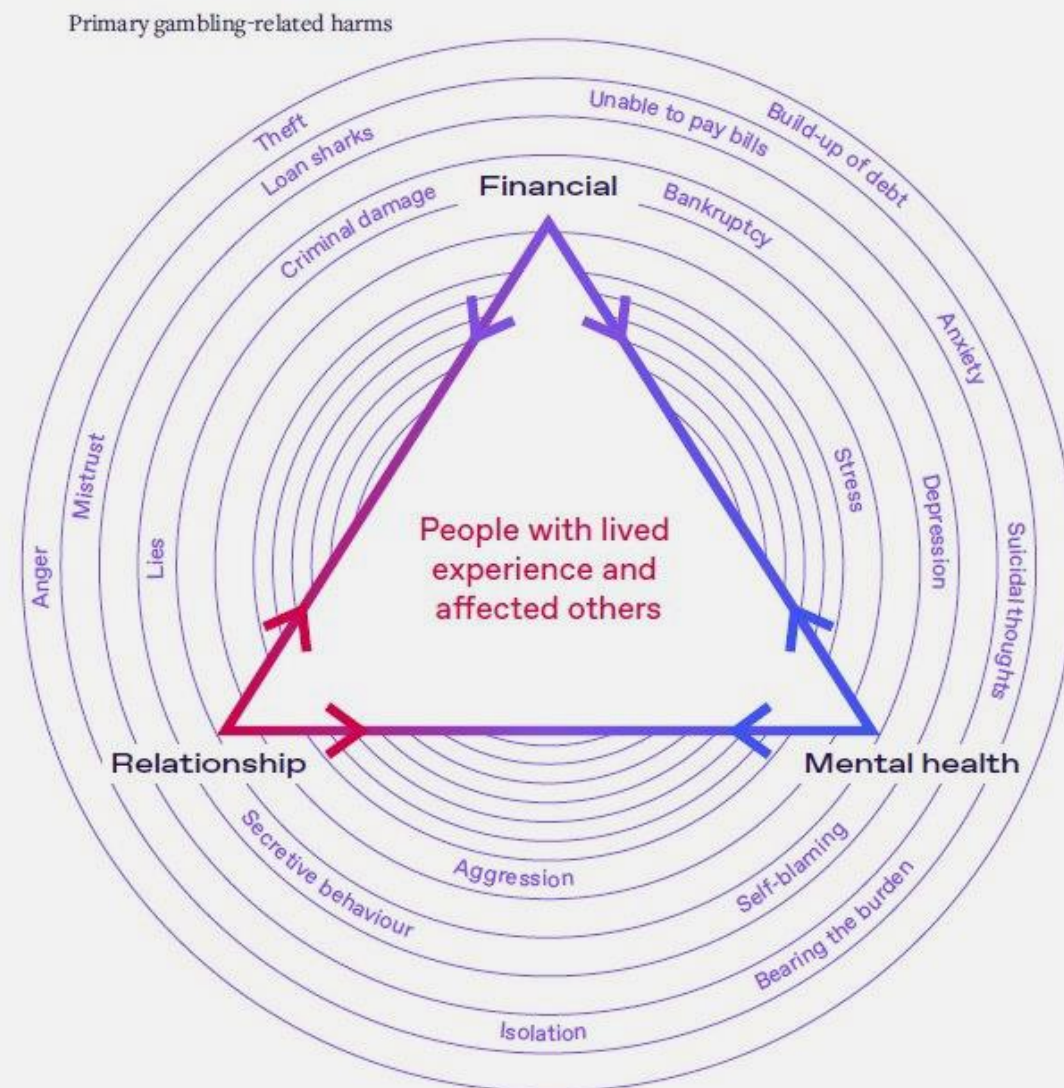 Primary gambling-related harms
Theft
Loan sharks
Criminal damage
Unable to pay bills
Build-up of debt
Financial
Bankruptcy
Anxiety
Stress
Depression
Suicidal thoughts
Mistrust
Lies
Anger
People with lived
experience and
affected others
Relationship
Mental health
Secretive behaviour
Aggression
Self-blaming
Bearing the burden
Isolation